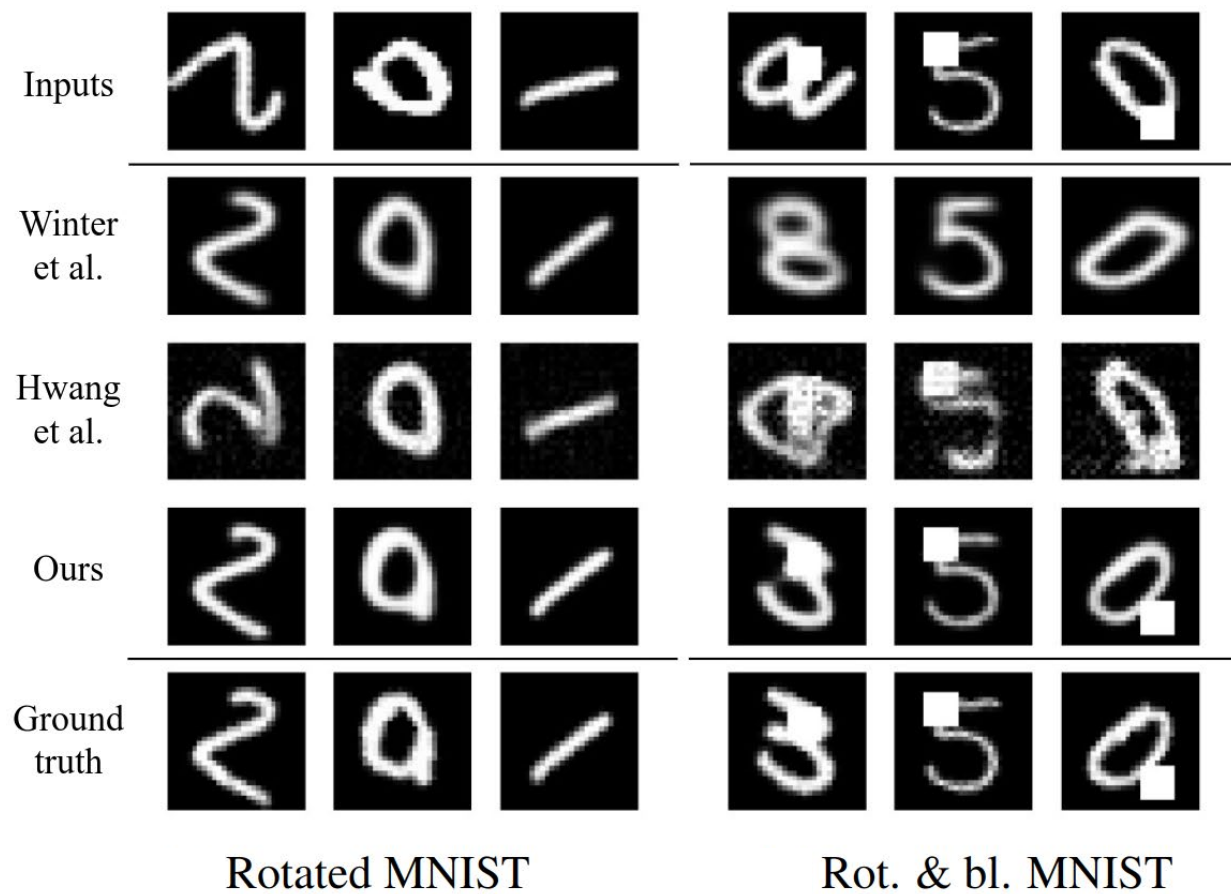 Inputs
Winter
et al.
Hwang
et al.
Ours
Ground
truth
Rotated MNIST
Rot. & bl. MNIST